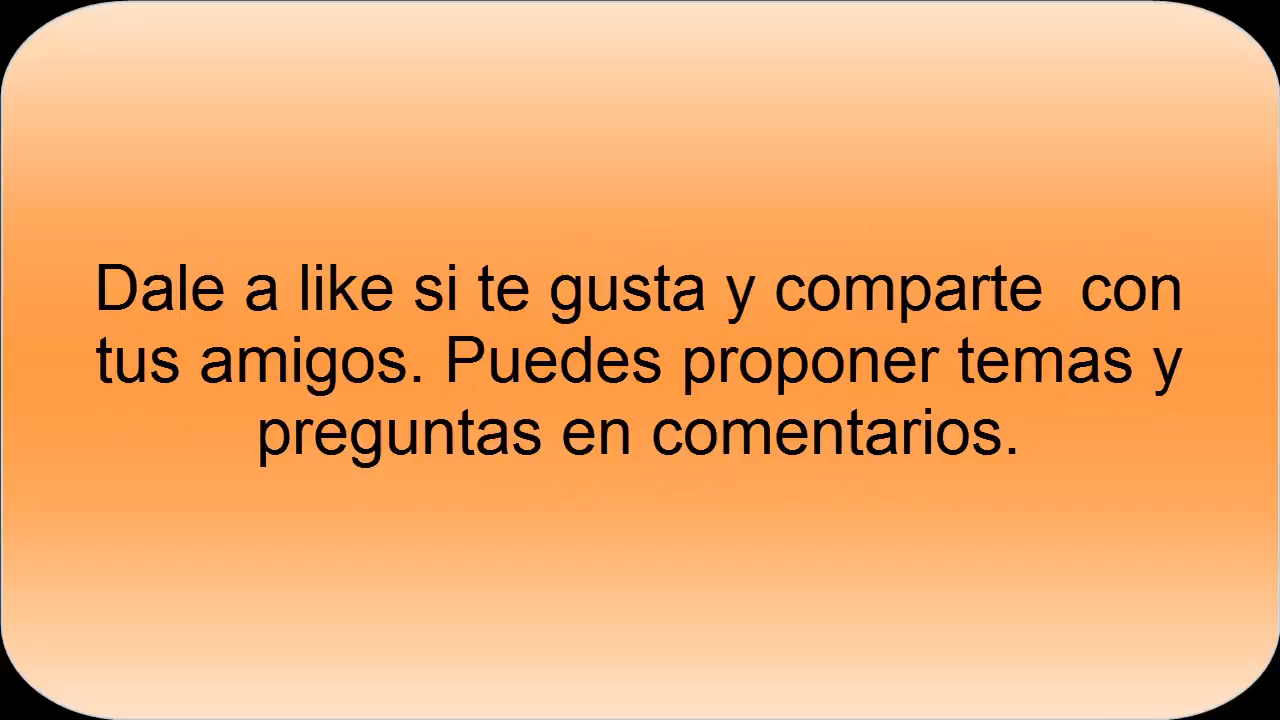 Dale a like si te gusta y comparte  con
tus amigos. Puedes proponer temas y
preguntas en comentarios.